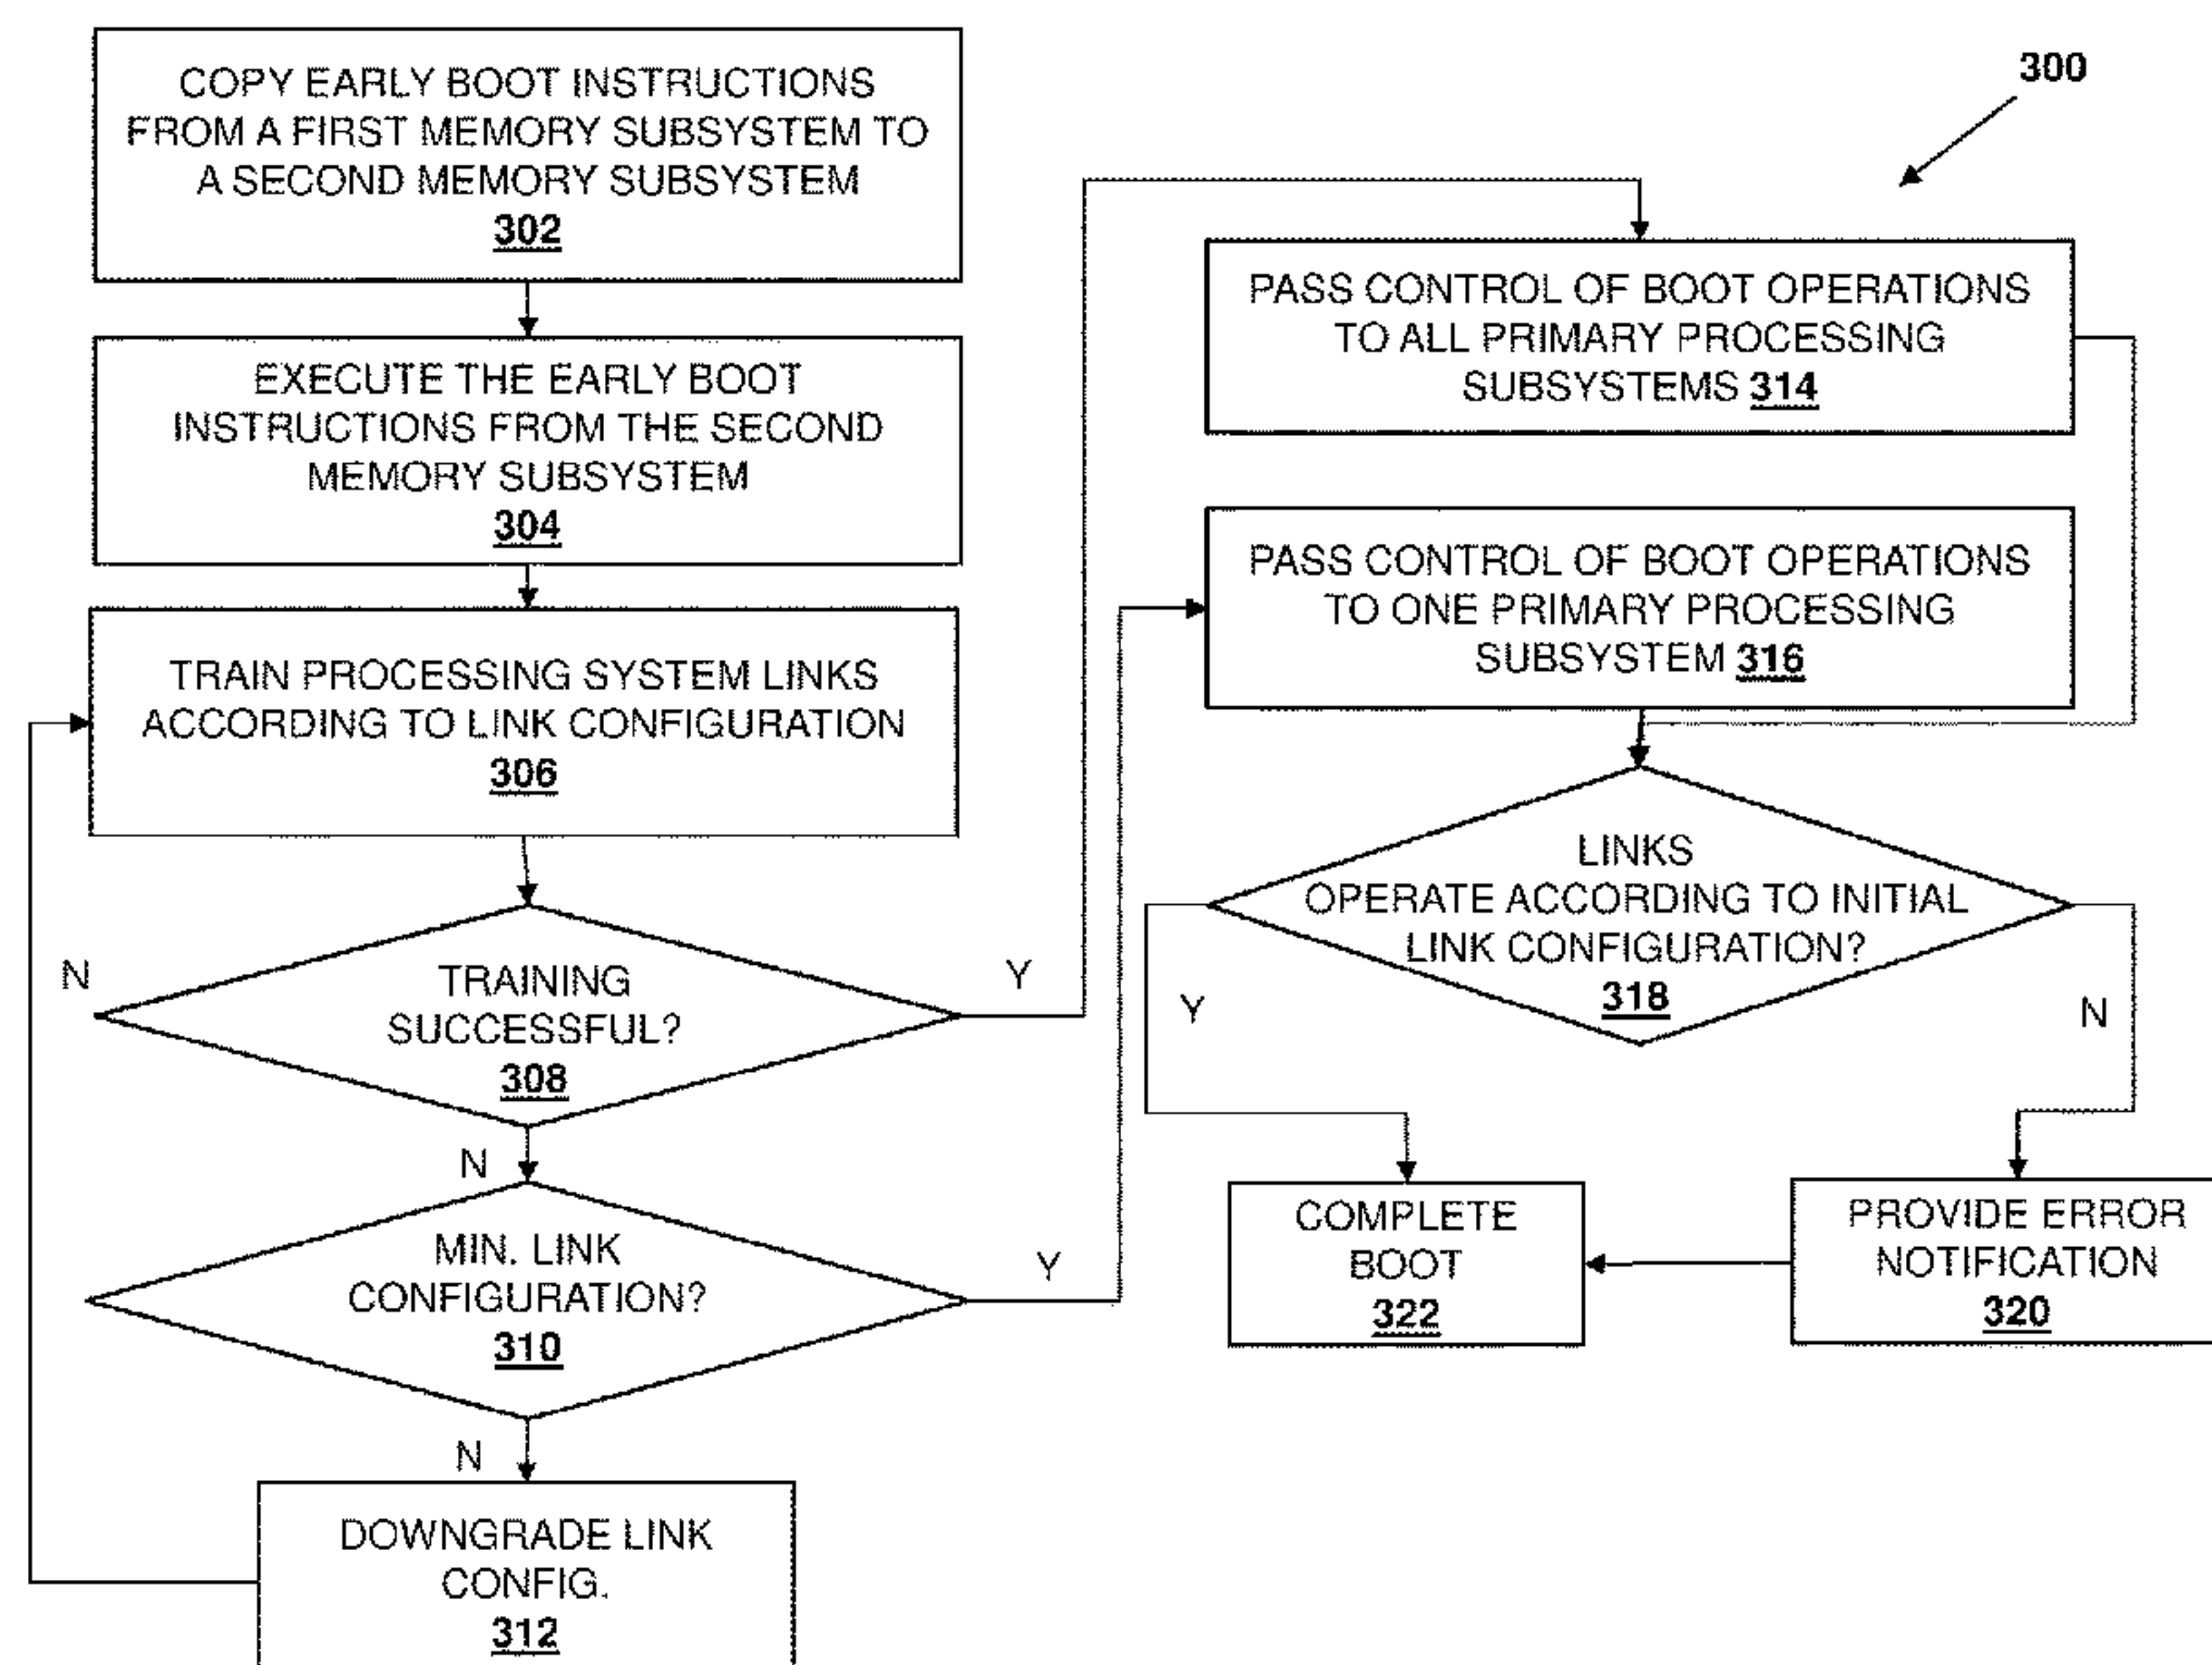 COPY EARLY BOOT INSTRUCTIONS
FROM A FIRST MEMORY SUBSYSTEM TO
A SECOND MEMORY SUBSYSTEM
302
EXECUTE THE EARLY BOOT
INSTRUCTIONS FROM THE SECOND
MEMORY SUBSYSTEM
304
TRAIN PROCESSING SYSTEM LINKS
ACCORDING TO LINK CONFIGURATION
306
N
TRAINING
SUCCESSFUL?
308
Y
N
MIN. LINK
CONFIGURATION?
310
Y
N
DOWNGRADE LINK
CONFIG.
312
300
PASS CONTROL OF BOOT OPERATIONS
TO ALL PRIMARY PROCESSING
SUBSYSTEMS 314
PASS CONTROL OF BOOT OPERATIONS
TO ONE PRIMARY PROCESSING
SUBSYSTEM 316
LINKS
OPERATE ACCORDING TO INITIAL
LINK CONFIGURATION?
318
Y
N
COMPLETE
BOOT
322
PROVIDE ERROR
NOTIFICATION
320